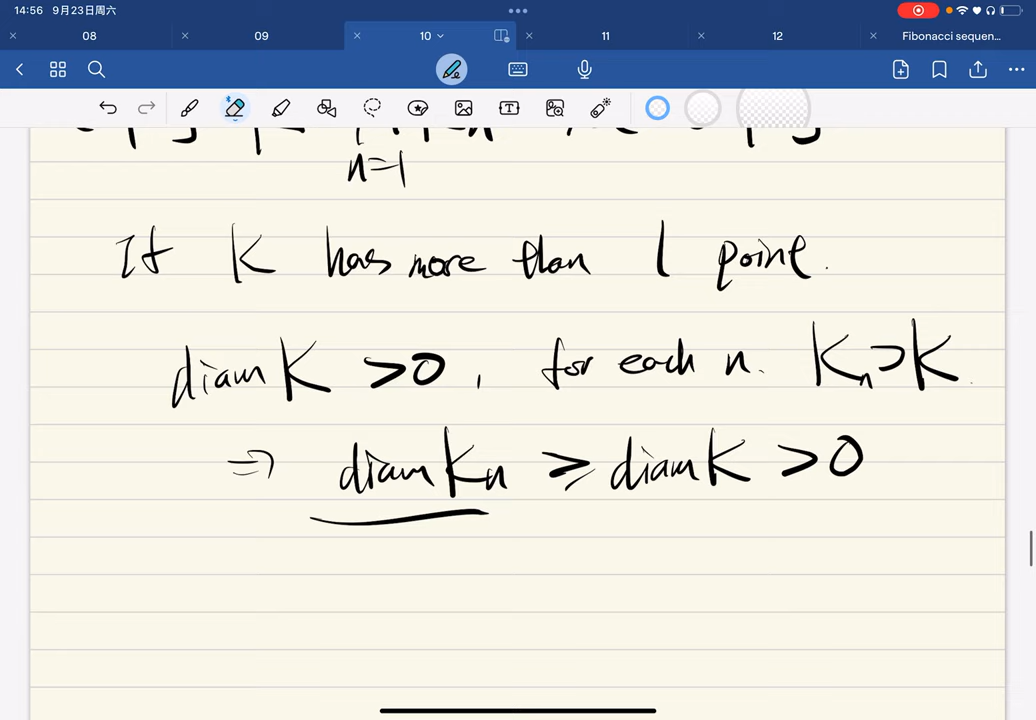 14:56 9月23日周六
08 09 10 11 12 Fibonacci sequen...
n=1
If K has more than 1 point.
diam K >0, for each n. Kₙ⊃K.
⇒ diam Kₙ ≥ diam K >0